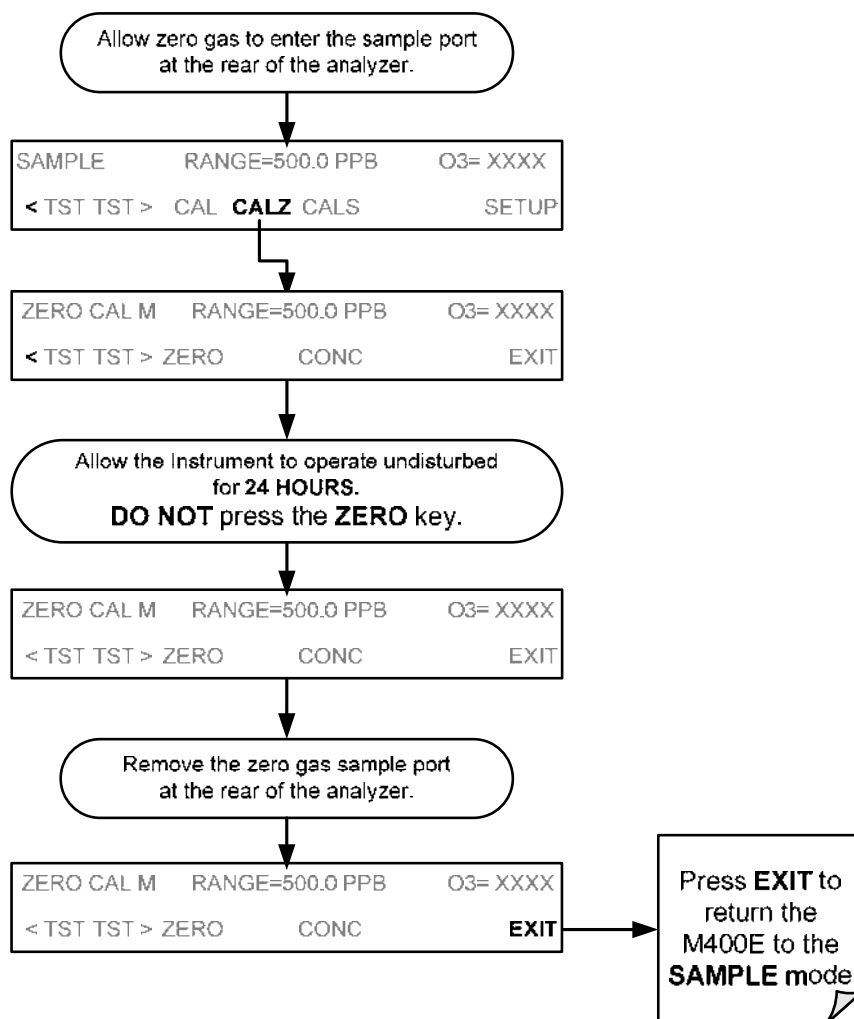 Allow zero gas to enter the sample port
at the rear of the analyzer.
SAMPLE RANGE=500.0 PPB O3= XXXX
< TST TST > CAL CALZ CALS SETUP
ZERO CAL M RANGE=500.0 PPB O3= XXXX
< TST TST > ZERO CONC EXIT
Allow the Instrument to operate undisturbed
for 24 HOURS.
DO NOT press the ZERO key.
ZERO CAL M RANGE=500.0 PPB O3= XXXX
< TST TST > ZERO CONC EXIT
Remove the zero gas sample port
at the rear of the analyzer.
ZERO CAL M RANGE=500.0 PPB O3= XXXX
< TST TST > ZERO CONC EXIT
Press EXIT to
return the
M400E to the
SAMPLE mode